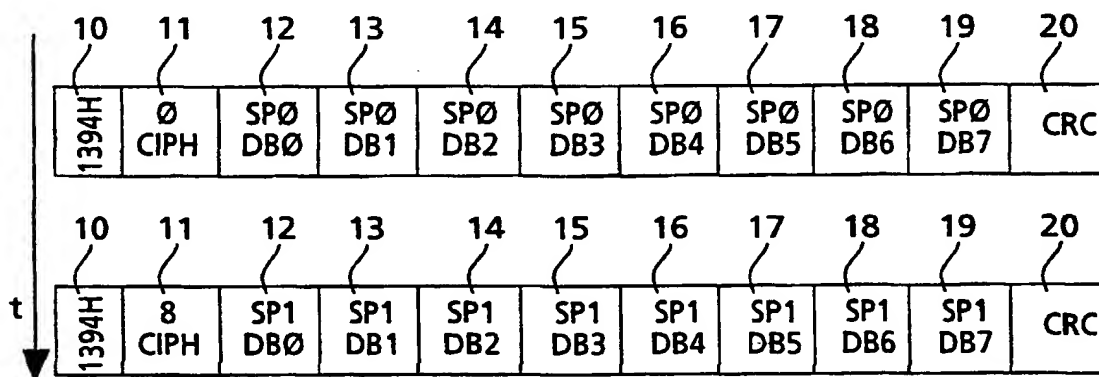 10 11 12 13 14 15 16 17 18 19 20
1394H Ø CIPH SPØ DBØ SPØ DB1 SPØ DB2 SPØ DB3 SPØ DB4 SPØ DB5 SPØ DB6 SPØ DB7 CRC
10 11 12 13 14 15 16 17 18 19 20
t 1394H 8 CIPH SP1 DBØ SP1 DB1 SP1 DB2 SP1 DB3 SP1 DB4 SP1 DB5 SP1 DB6 SP1 DB7 CRC